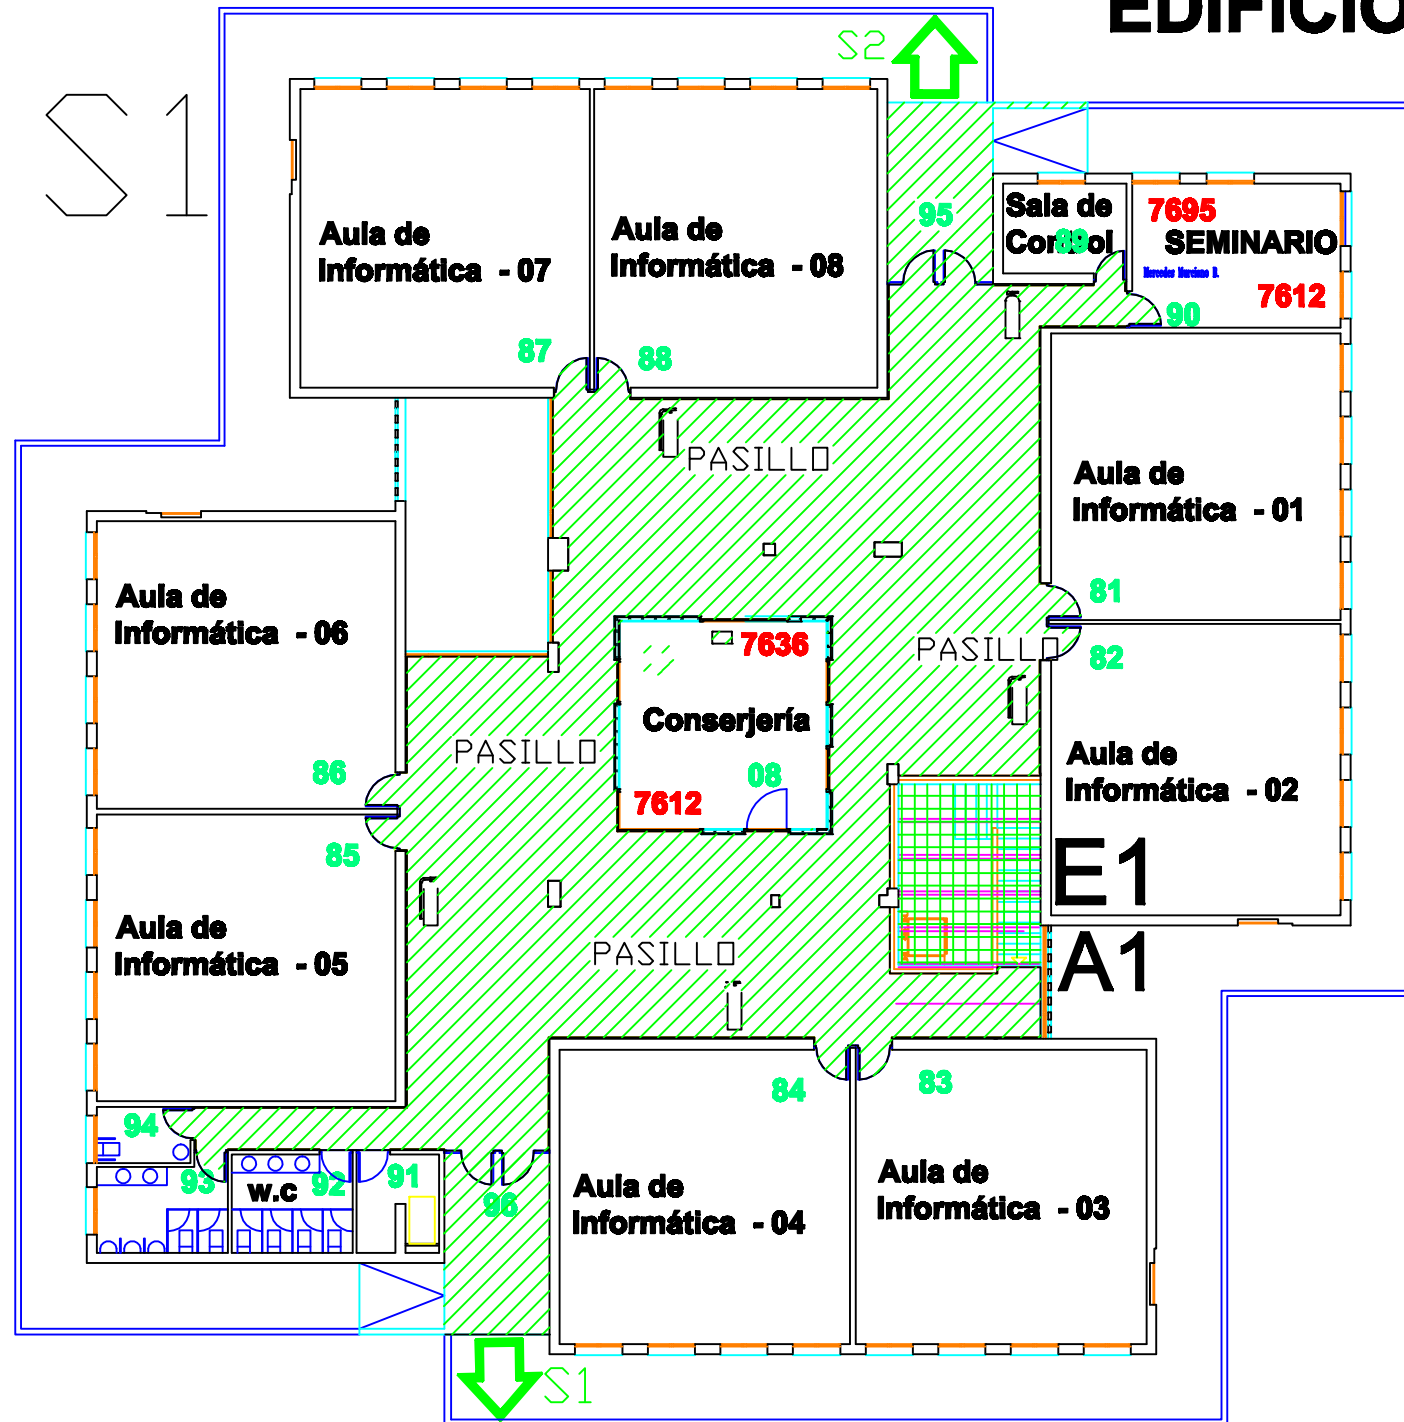 EDIFICIO
S2
S1
95
Sala de
Control
89
7695
SEMINARIO
Mercedes Marciano B.
7612
90
Aula de
Informática - 07
Aula de
Informática - 08
87
88
PASILLO
Aula de
Informática - 01
81
Aula de
Informática - 06
7636
PASILLO
82
Conserjería
PASILLO
86
08
7612
Aula de
Informática - 02
85
E1
Aula de
Informática - 05
PASILLO
A1
84
83
94
93
w.c
92
91
96
Aula de
Informática - 04
Aula de
Informática - 03
S1